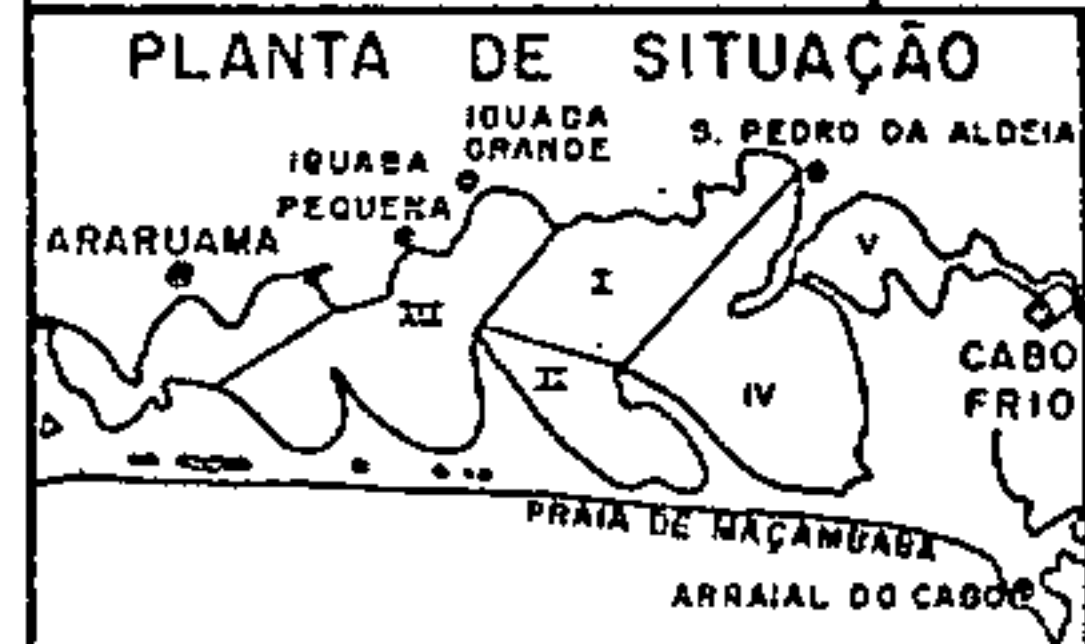 PLANTA DE SITUAÇÃO
IGUABA
GRANDE
S. PEDRO DA ALDEIA
IGUABA
PEQUENA
ARARUAMA
V
I
III
CABO
FRIO
II
IV
PRAIA DE MAÇAMBABA
ARRAIAL DO CABO